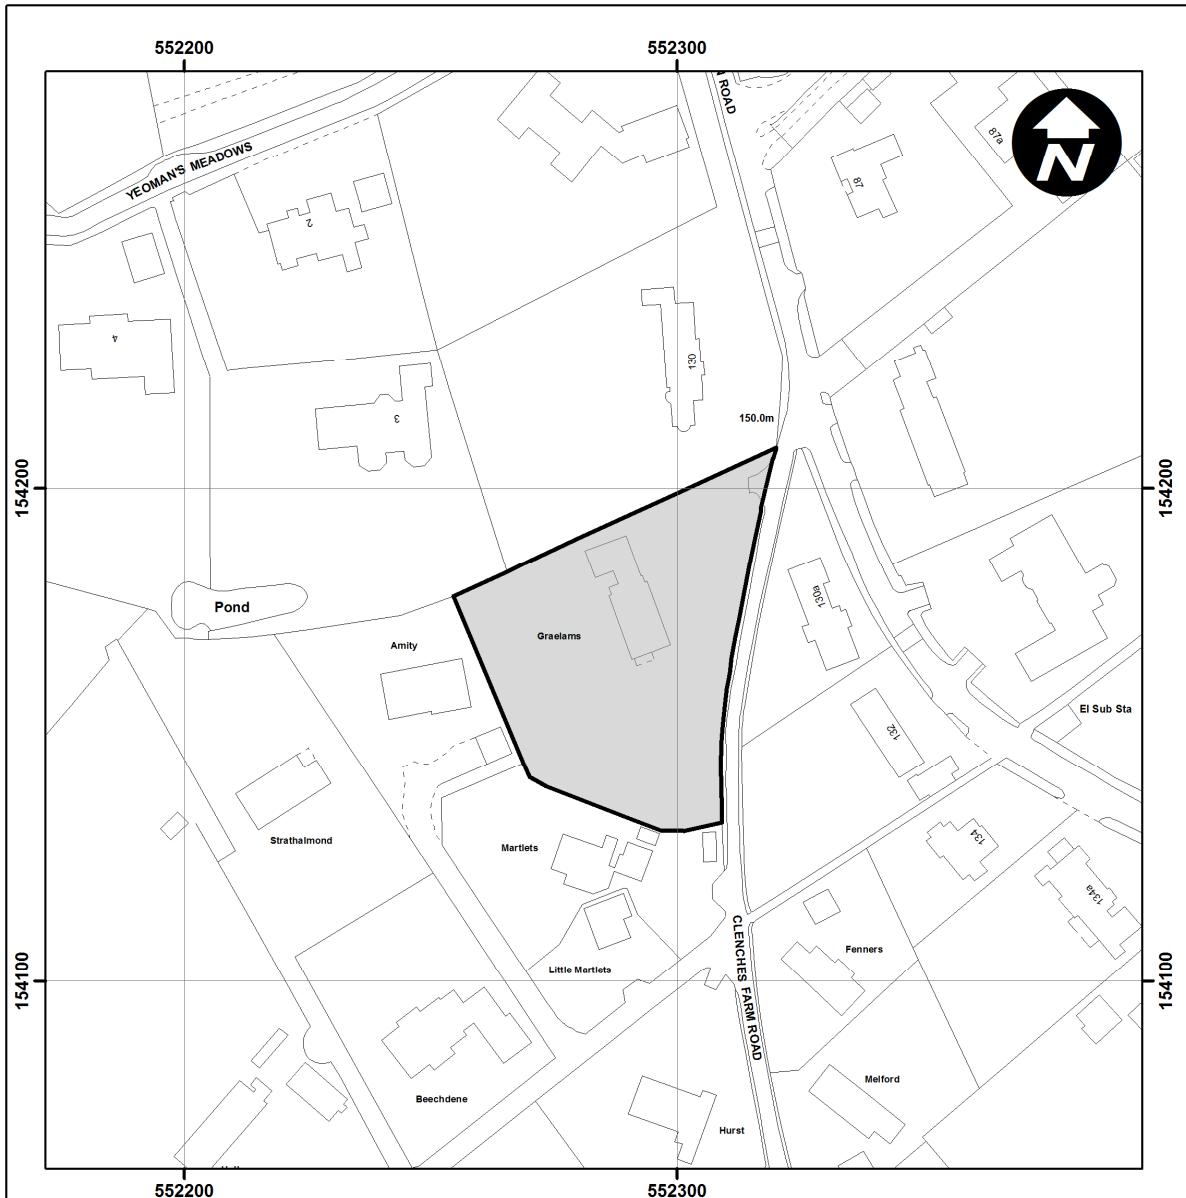 552200
552300
N ROAD
87a
N
YEOMAN'S MEADOWS
87
2
4
130
3
150.0m
154200
154200
Pond
130a
Graelams
Amity
El Sub Sta
132
Strathalmond
Martlets
134
134a
CLENCHES FARM ROAD
Fenners
Little Martlets
154100
154100
Melford
Beechdene
Hurst
552200
552300